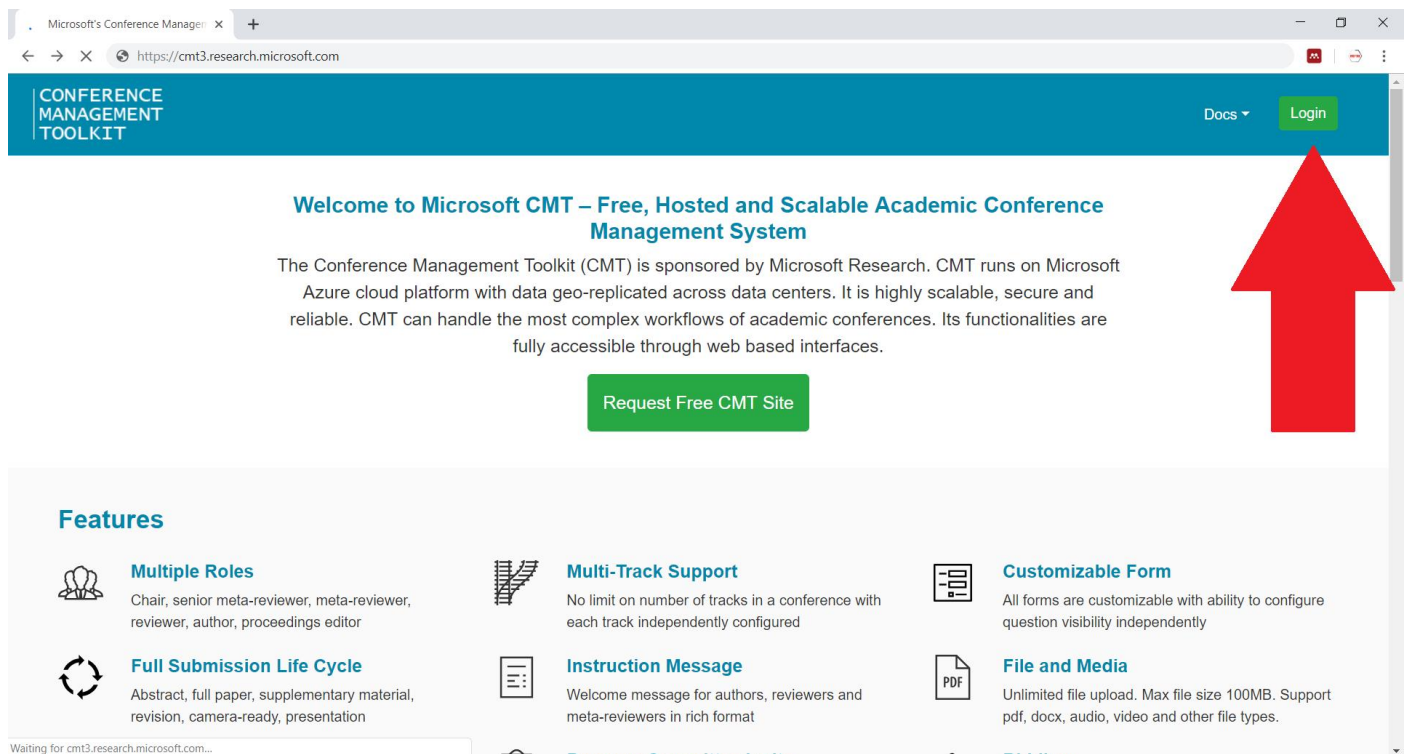 Microsoft's Conference Managem
https://cmt3.research.microsoft.com
CONFERENCE
MANAGEMENT
TOOLKIT
Docs
Login
Welcome to Microsoft CMT – Free, Hosted and Scalable Academic Conference
Management System
The Conference Management Toolkit (CMT) is sponsored by Microsoft Research. CMT runs on Microsoft
Azure cloud platform with data geo-replicated across data centers. It is highly scalable, secure and
reliable. CMT can handle the most complex workflows of academic conferences. Its functionalities are
fully accessible through web based interfaces.
Request Free CMT Site
Features
Multiple Roles
Chair, senior meta-reviewer, meta-reviewer,
reviewer, author, proceedings editor
Multi-Track Support
No limit on number of tracks in a conference with
each track independently configured
Customizable Form
All forms are customizable with ability to configure
question visibility independently
Full Submission Life Cycle
Abstract, full paper, supplementary material,
revision, camera-ready, presentation
Instruction Message
Welcome message for authors, reviewers and
meta-reviewers in rich format
PDF
File and Media
Unlimited file upload. Max file size 100MB. Support
pdf, docx, audio, video and other file types.
Waiting for cmt3.research.microsoft.com...